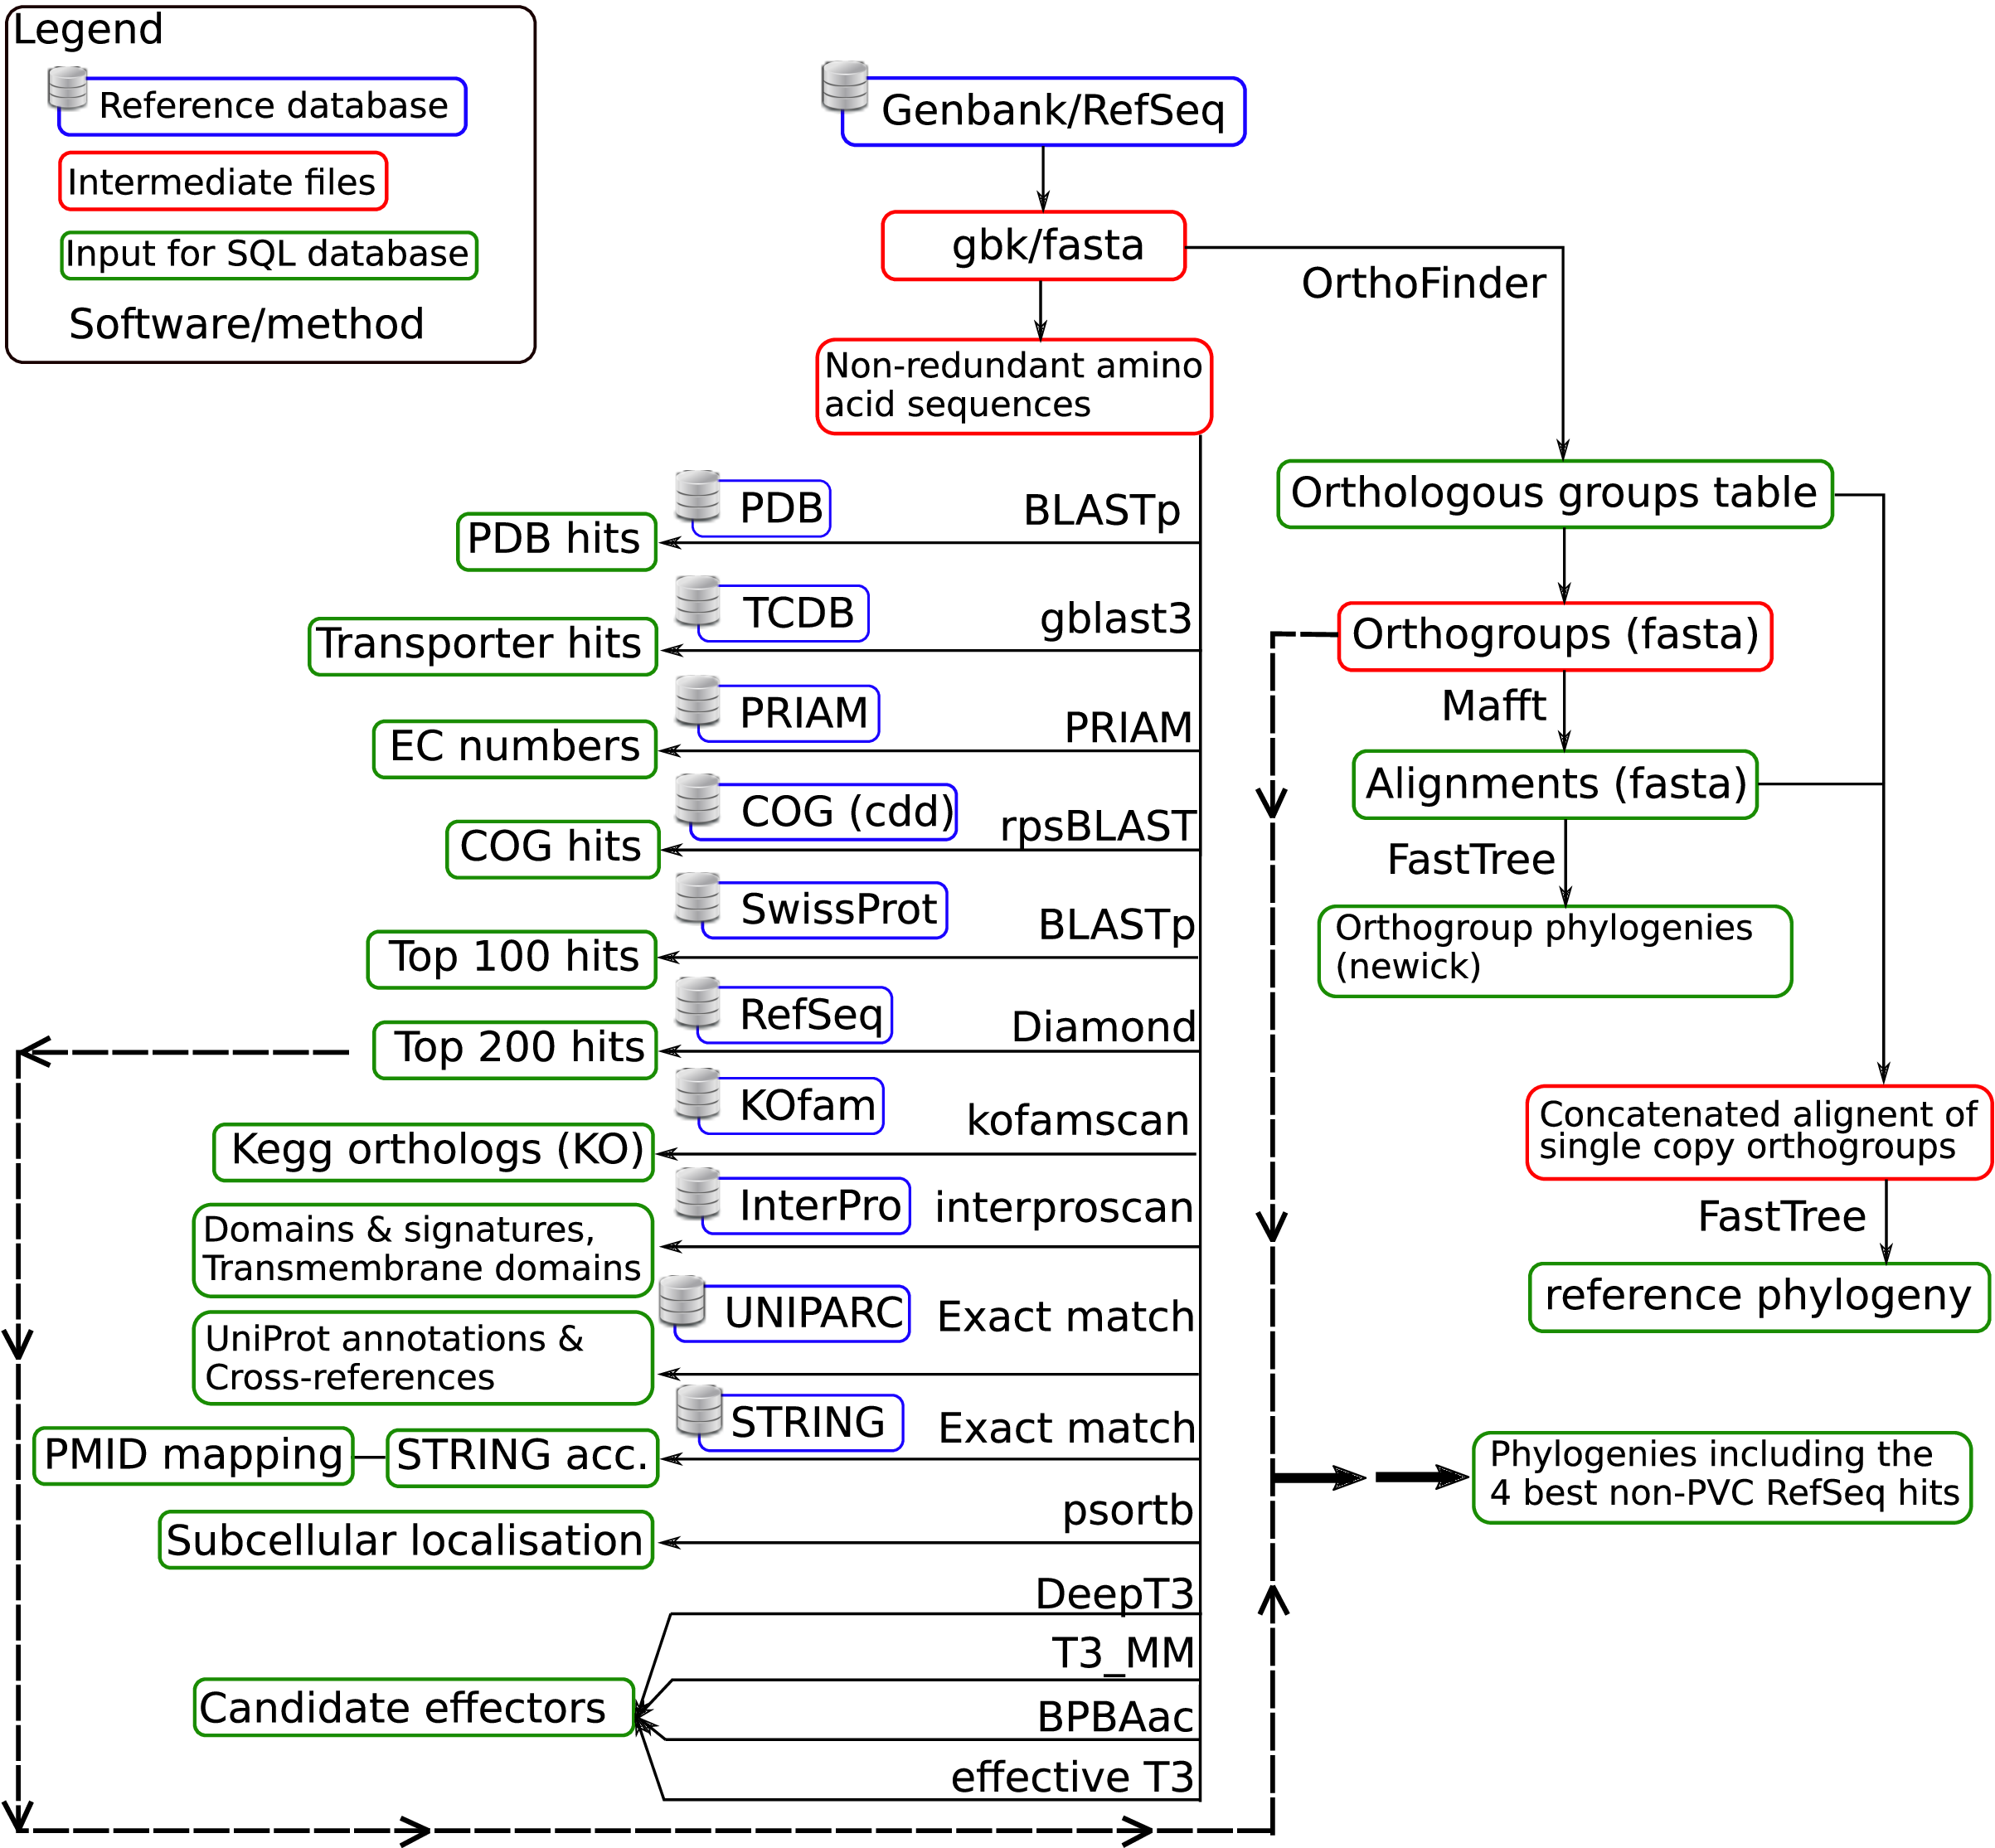 Legend
Reference database
Intermediate files
Input for SQL database
Software/method
Genbank/RefSeq
gbk/fasta
OrthoFinder
Non-redundant amino
acid sequences
PDB
BLASTp
PDB hits
TCDB
gblast3
Transporter hits
PRIAM
PRIAM
EC numbers
COG (cdd)
rpsBLAST
COG hits
SwissProt
BLASTp
Top 100 hits
RefSeq
Diamond
Top 200 hits
KOfam
kofamscan
Kegg orthologs (KO)
InterPro
interproscan
Domains & signatures,
Transmembrane domains
UNIPARC
Exact match
UniProt annotations &
Cross-references
STRING
Exact match
PMID mapping
STRING acc.
psortb
Subcellular localisation
DeepT3
T3_MM
BPBAac
effective T3
Candidate effectors
Orthologous groups table
Orthogroups (fasta)
Mafft
Alignments (fasta)
FastTree
Orthogroup phylogenies
(newick)
Concatenated alignent of
single copy orthogroups
FastTree
reference phylogeny
Phylogenies including the
4 best non-PVC RefSeq hits